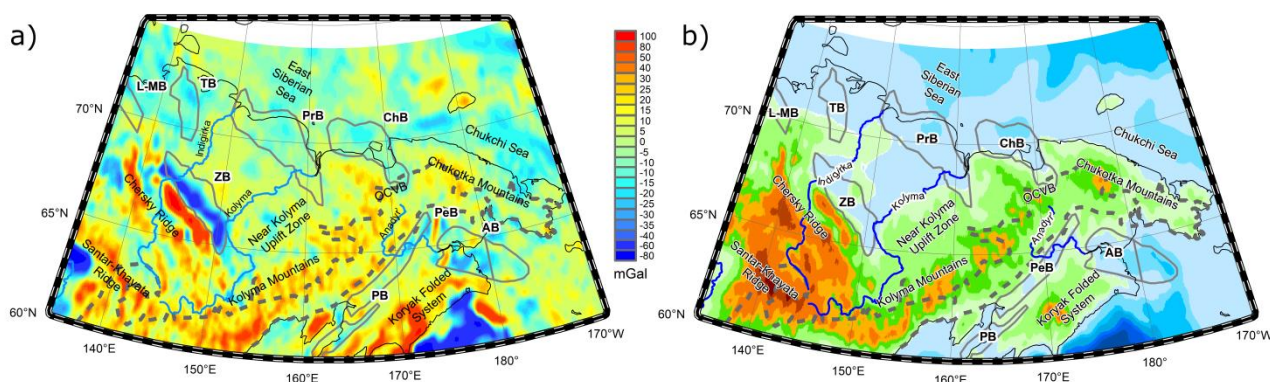 a)
70°N
65°N
60°N
140°E
150°E
160°E
170°E
180°
170°W
L-MB
TB
East
Siberian
Sea
PrB
ChB
Chukchi Sea
Indigirka
ZB
Kolyma
Chersky Ridge
Near Kolyma
Uplift Zone
OCVB
Chukotka Mountains
Anadyr
PeB
AB
Santar-Khayata
Ridge
Kolyma Mountains
PB
Koryak Folded
System
100
80
50
40
30
20
15
10
5
0
-5
-10
-15
-20
-25
-30
-35
-40
-60
-80
mGal
b)
70°N
65°N
60°N
140°E
150°E
160°E
170°E
180°
170°W
L-MB
TB
East
Siberian
Sea
PrB
ChB
Chukchi Sea
Indigirka
ZB
Kolyma
Chersky Ridge
Near Kolyma
Uplift Zone
OCVB
Chukotka Mountains
Anadyr
PeB
AB
Santar-Khayata
Ridge
Kolyma Mountains
PB
Koryak Folded
System